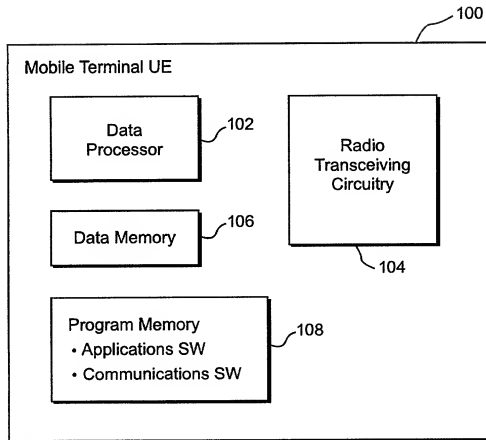 100
Mobile Terminal UE
Data
Processor
102
Radio
Transceiving
Circuitry
104
Data Memory
106
Program Memory
• Applications SW
• Communications SW
108